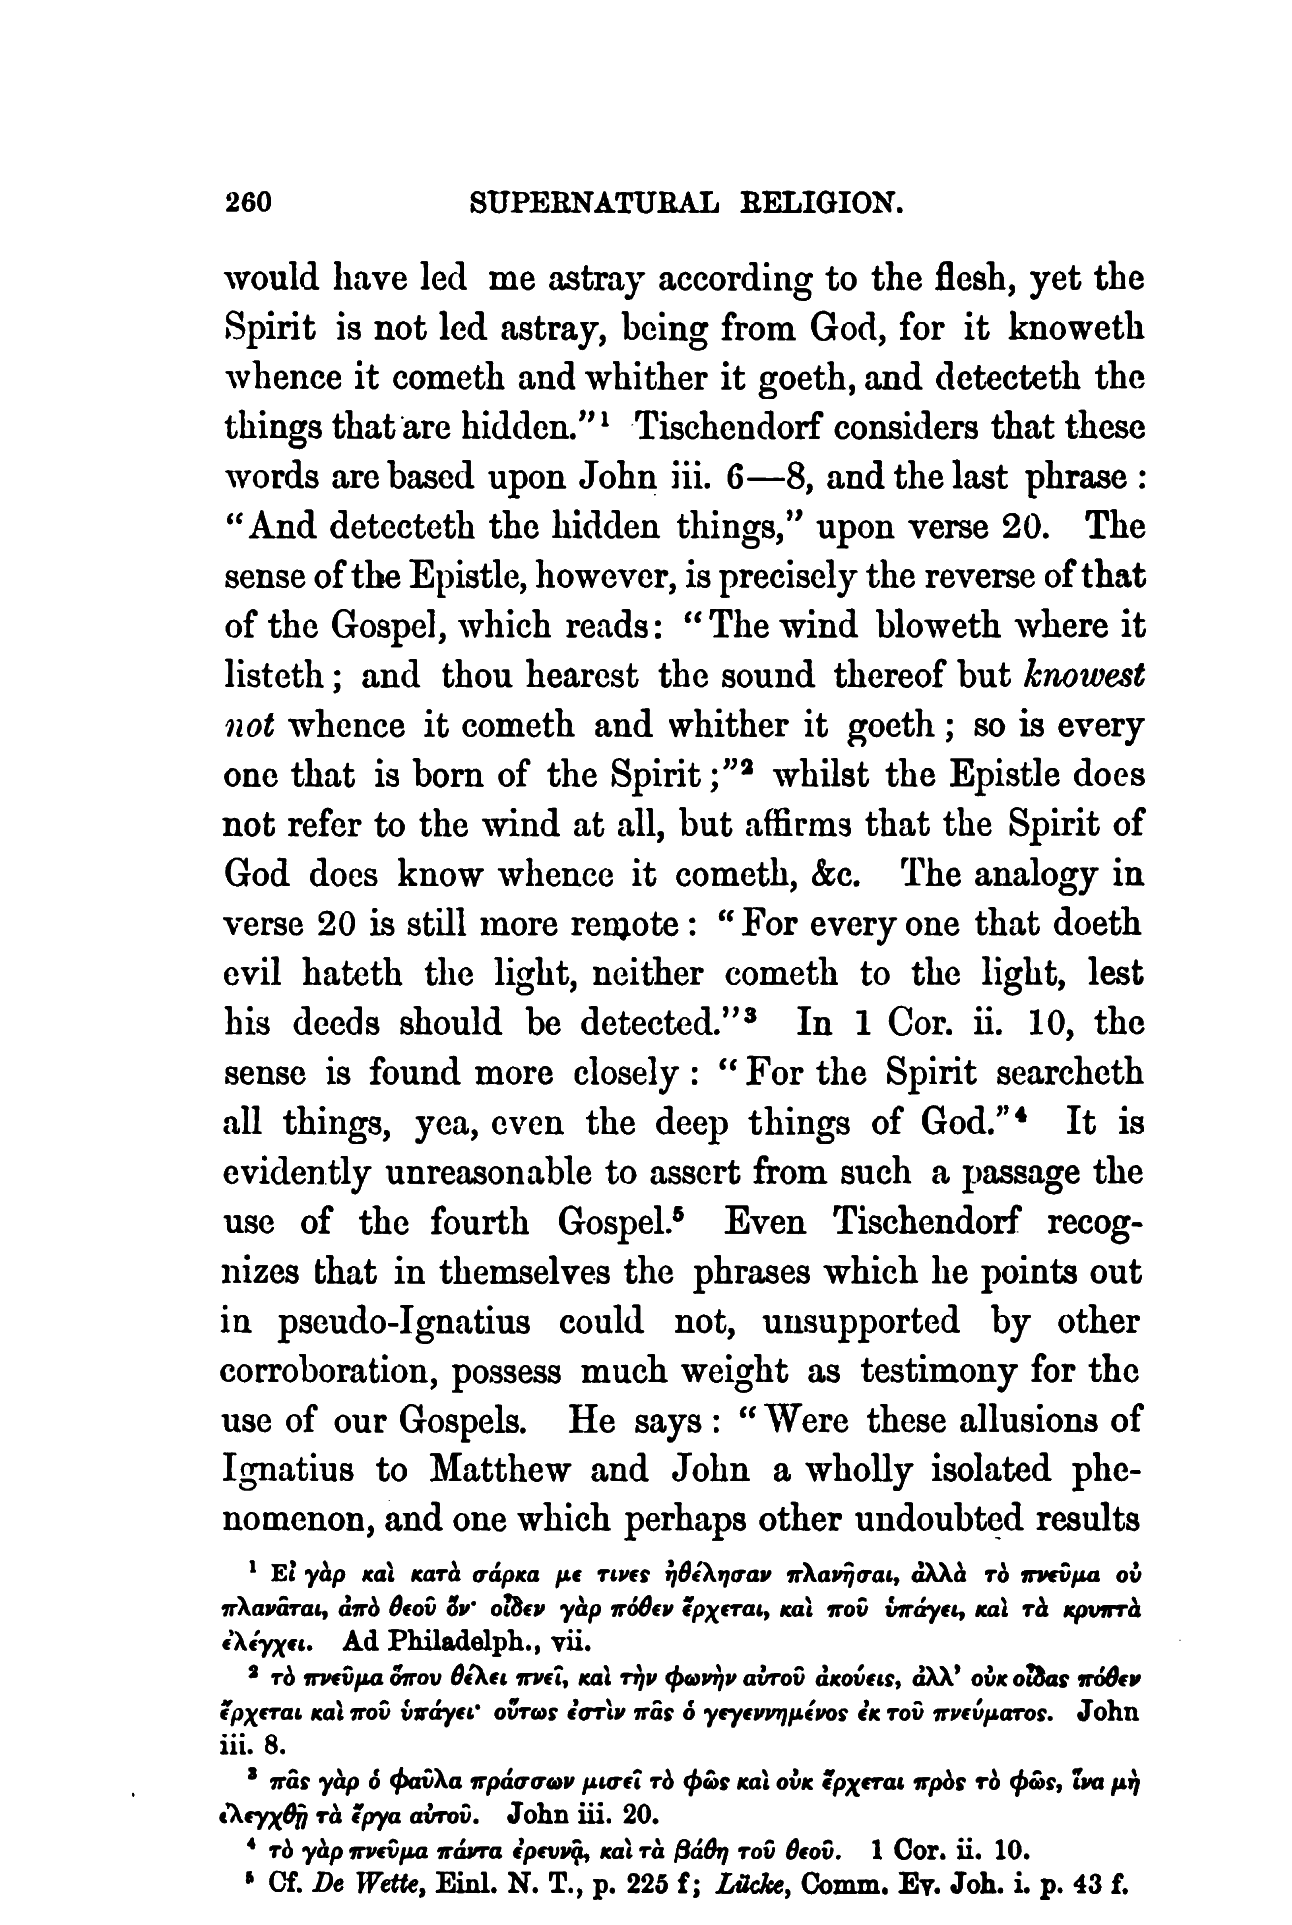 260 SUPERNATURAL RELIGION.
would have led me astray according to the flesh, yet the
Spirit is not led astray, being from God, for it knoweth
whence it cometh and whither it goeth, and detecteth the
things that are hidden."¹ Tischendorf considers that these
words are based upon John iii. 6—8, and the last phrase :
"And detecteth the hidden things," upon verse 20. The
sense of the Epistle, however, is precisely the reverse of that
of the Gospel, which reads: "The wind bloweth where it
listeth ; and thou hearest the sound thereof but knowest
not whence it cometh and whither it goeth ; so is every
one that is born of the Spirit ;"² whilst the Epistle does
not refer to the wind at all, but affirms that the Spirit of
God does know whence it cometh, &c. The analogy in
verse 20 is still more remote : "For every one that doeth
evil hateth the light, neither cometh to the light, lest
his deeds should be detected."³ In 1 Cor. ii. 10, the
sense is found more closely : "For the Spirit searcheth
all things, yea, even the deep things of God."⁴ It is
evidently unreasonable to assert from such a passage the
use of the fourth Gospel.⁵ Even Tischendorf recog-
nizes that in themselves the phrases which he points out
in pseudo-Ignatius could not, unsupported by other
corroboration, possess much weight as testimony for the
use of our Gospels. He says : "Were these allusions of
Ignatius to Matthew and John a wholly isolated phe-
nomenon, and one which perhaps other undoubted results
¹ Εἰ γὰρ καὶ κατὰ σάρκα με τινες ἠθέλησαν πλανῆσαι, ἀλλὰ τὸ πνεῦμα οὐ
πλανᾶται, ἀπὸ θεοῦ ὄν· οἶδεν γὰρ πόθεν ἔρχεται, καὶ ποῦ ὑπάγει, καὶ τὰ κρυπτὰ
ἐλέγχει. Ad Philadelph., vii.
² τὸ πνεῦμα ὅπου θέλει πνεῖ, καὶ τὴν φωνὴν αὐτοῦ ἀκούεις, ἀλλ' οὐκ οἶδας πόθεν
ἔρχεται καὶ ποῦ ὑπάγει· οὕτως ἐστὶν πᾶς ὁ γεγεννημένος ἐκ τοῦ πνεύματος. John
iii. 8.
³ πᾶς γὰρ ὁ φαῦλα πράσσων μισεῖ τὸ φῶς καὶ οὐκ ἔρχεται πρὸς τὸ φῶς, ἵνα μὴ
ἐλεγχθῇ τὰ ἔργα αὐτοῦ. John iii. 20.
⁴ τὸ γὰρ πνεῦμα πάντα ἐρευνᾷ, καὶ τὰ βάθη τοῦ θεοῦ. 1 Cor. ii. 10.
⁵ Cf. De Wette, Einl. N. T., p. 225 f; Lücke, Comm. Ev. Joh. i. p. 43 f.